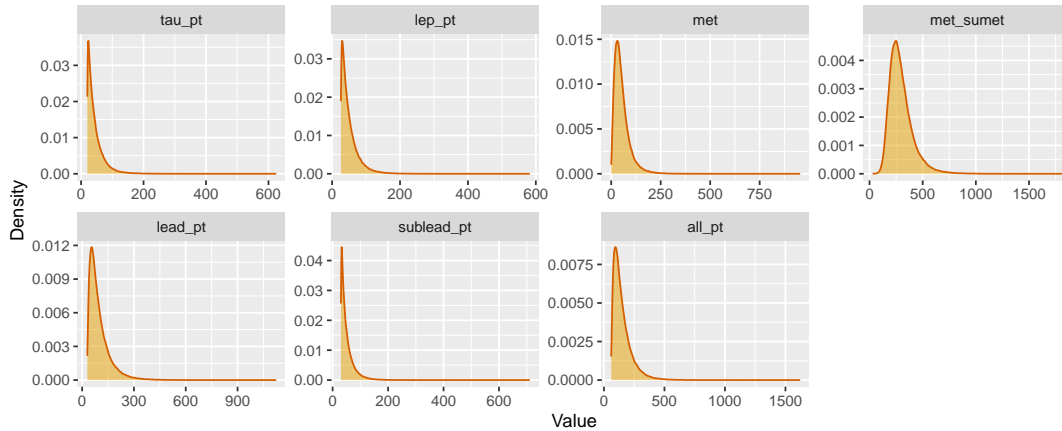 tau_pt lep_pt met met_sumet
0.03 0.03 0.015 0.004
0.02 0.02 0.010 0.003
0.01 0.01 0.005 0.002
0.00 0.00 0.000 0.001
0.000
0 200 400 600 0 200 400 600 0 250 500 750 0 500 1000 1500
Density
lead_pt sublead_pt all_pt
0.012 0.04 0.0075
0.009 0.03 0.0050
0.006 0.02 0.0025
0.003 0.01 0.0000
0.000 0.00
0 300 600 900 0 200 400 600 0 500 1000 1500
Value